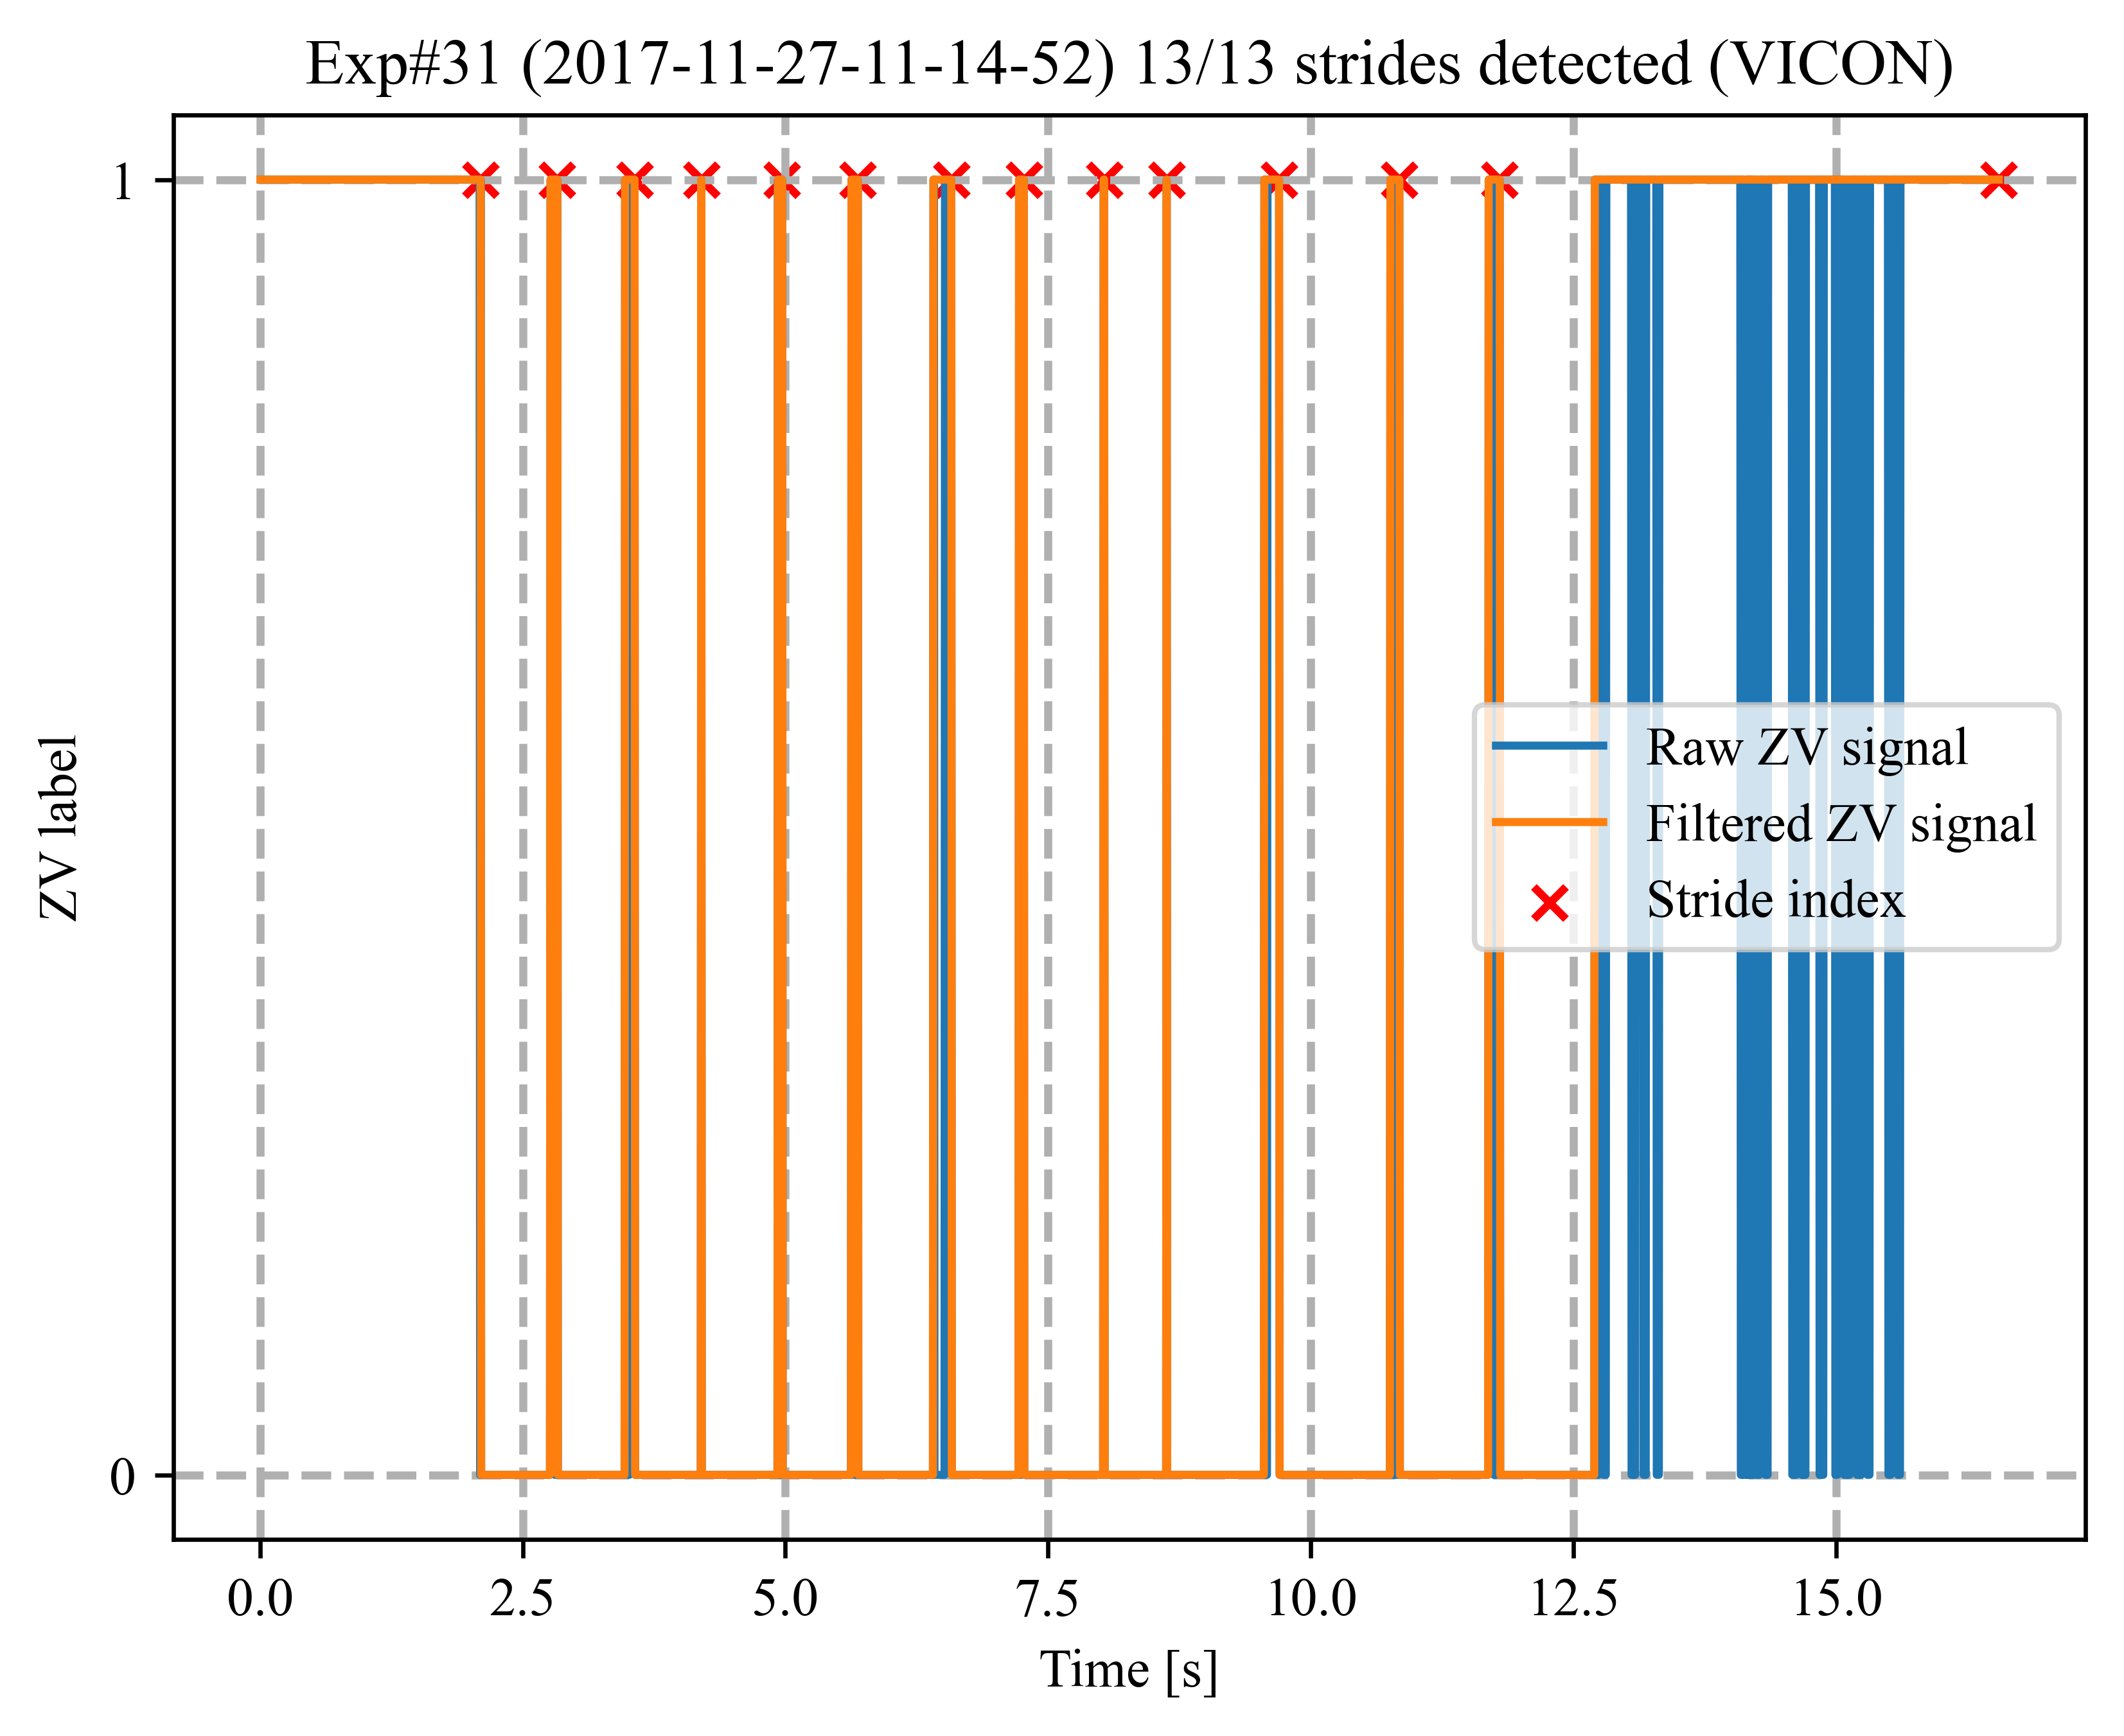 Exp#31 (2017-11-27-11-14-52) 13/13 strides detected (VICON)
1
ZV label
Raw ZV signal
Filtered ZV signal
Stride index
0
0.0 2.5 5.0 7.5 10.0 12.5 15.0
Time [s]